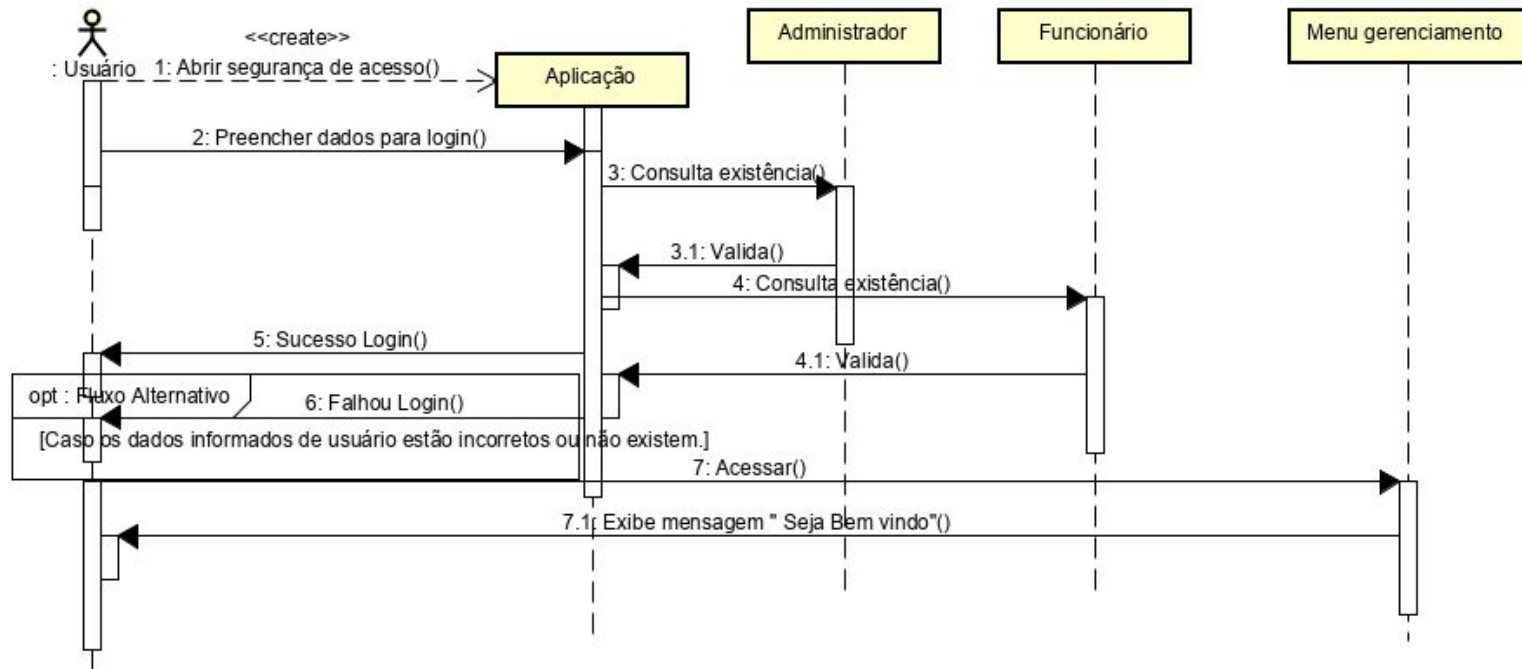 Administrador
Funcionário
Menu gerenciamento
<<create>>
: Usuário
1: Abrir segurança de acesso()
Aplicação
2: Preencher dados para login()
3: Consulta existência()
3.1: Valida()
4: Consulta existência()
5: Sucesso Login()
4.1: Valida()
opt : Fluxo Alternativo
6: Falhou Login()
[Caso os dados informados de usuário estão incorretos ou não existem.]
7: Acessar()
7.1: Exibe mensagem " Seja Bem vindo"()